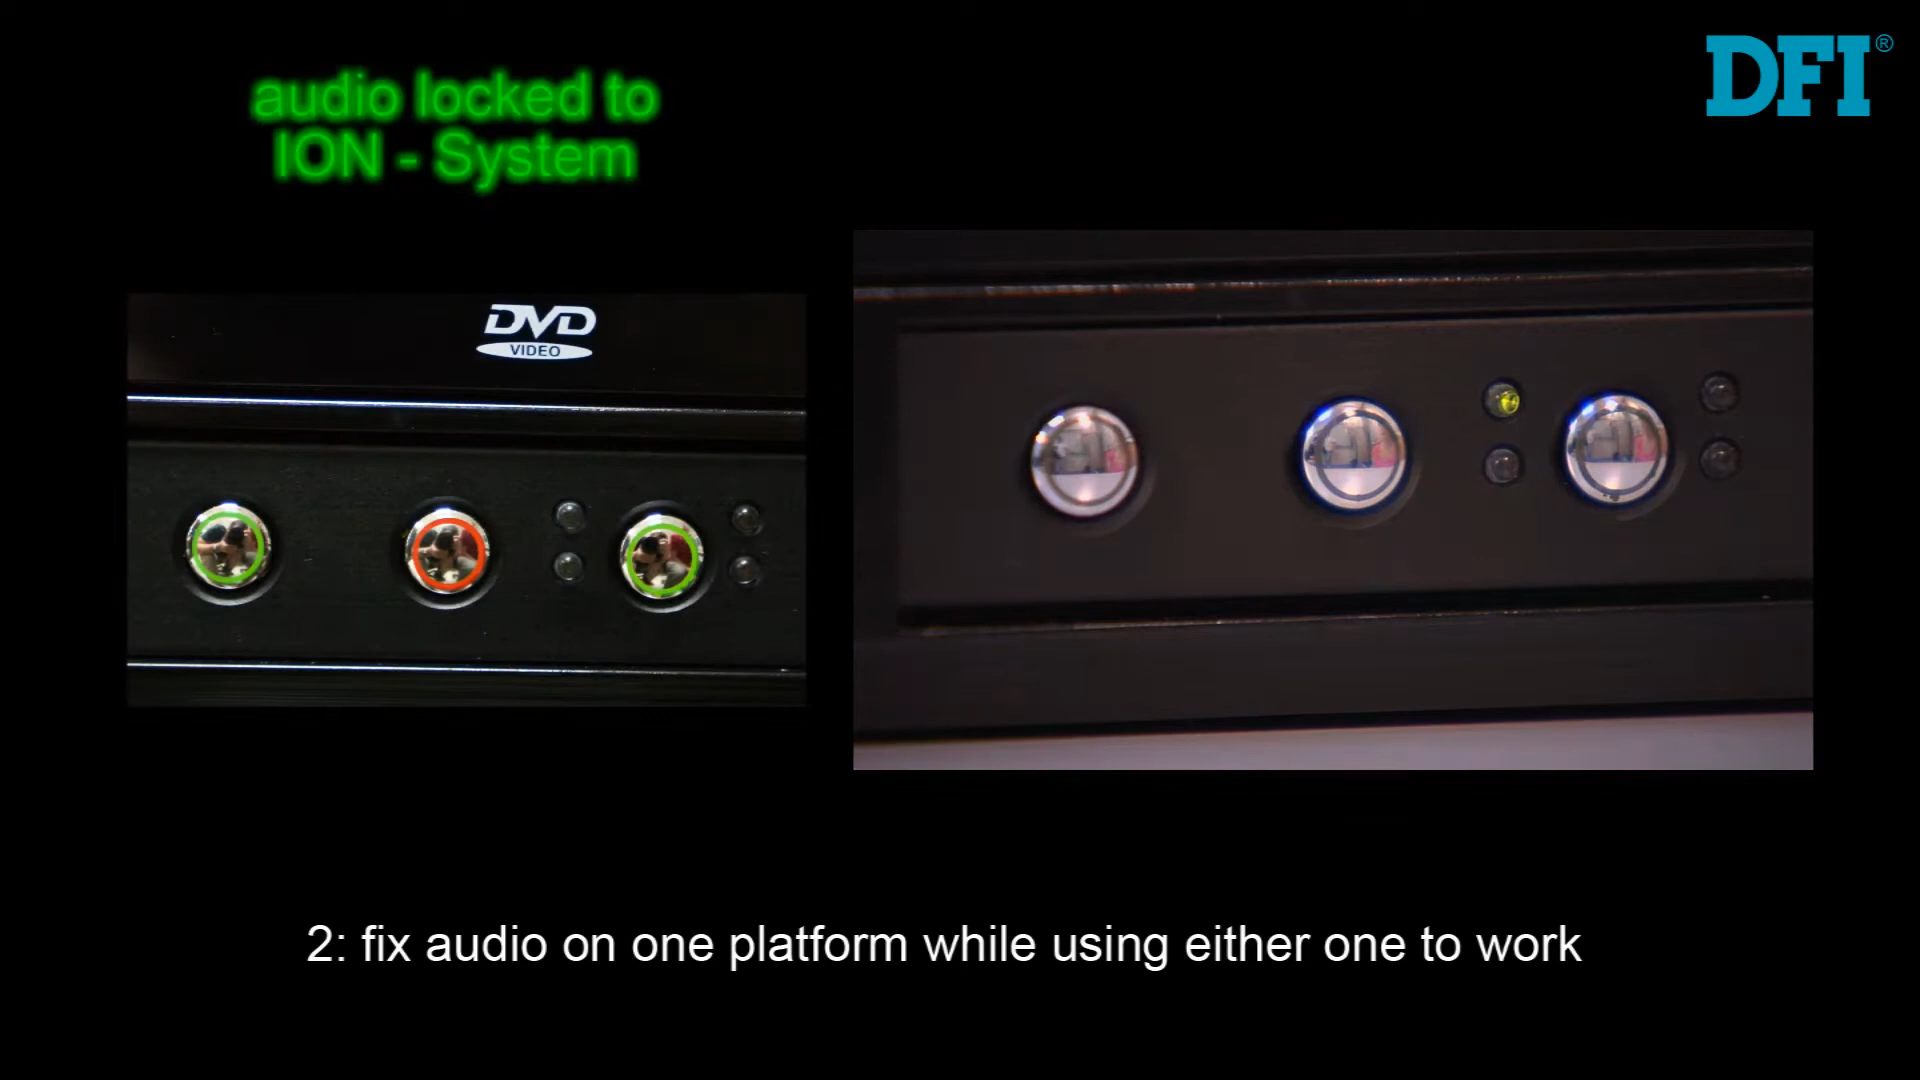 DFI®
audio locked to
ION - System
DVD
VIDEO
2: fix audio on one platform while using either one to work